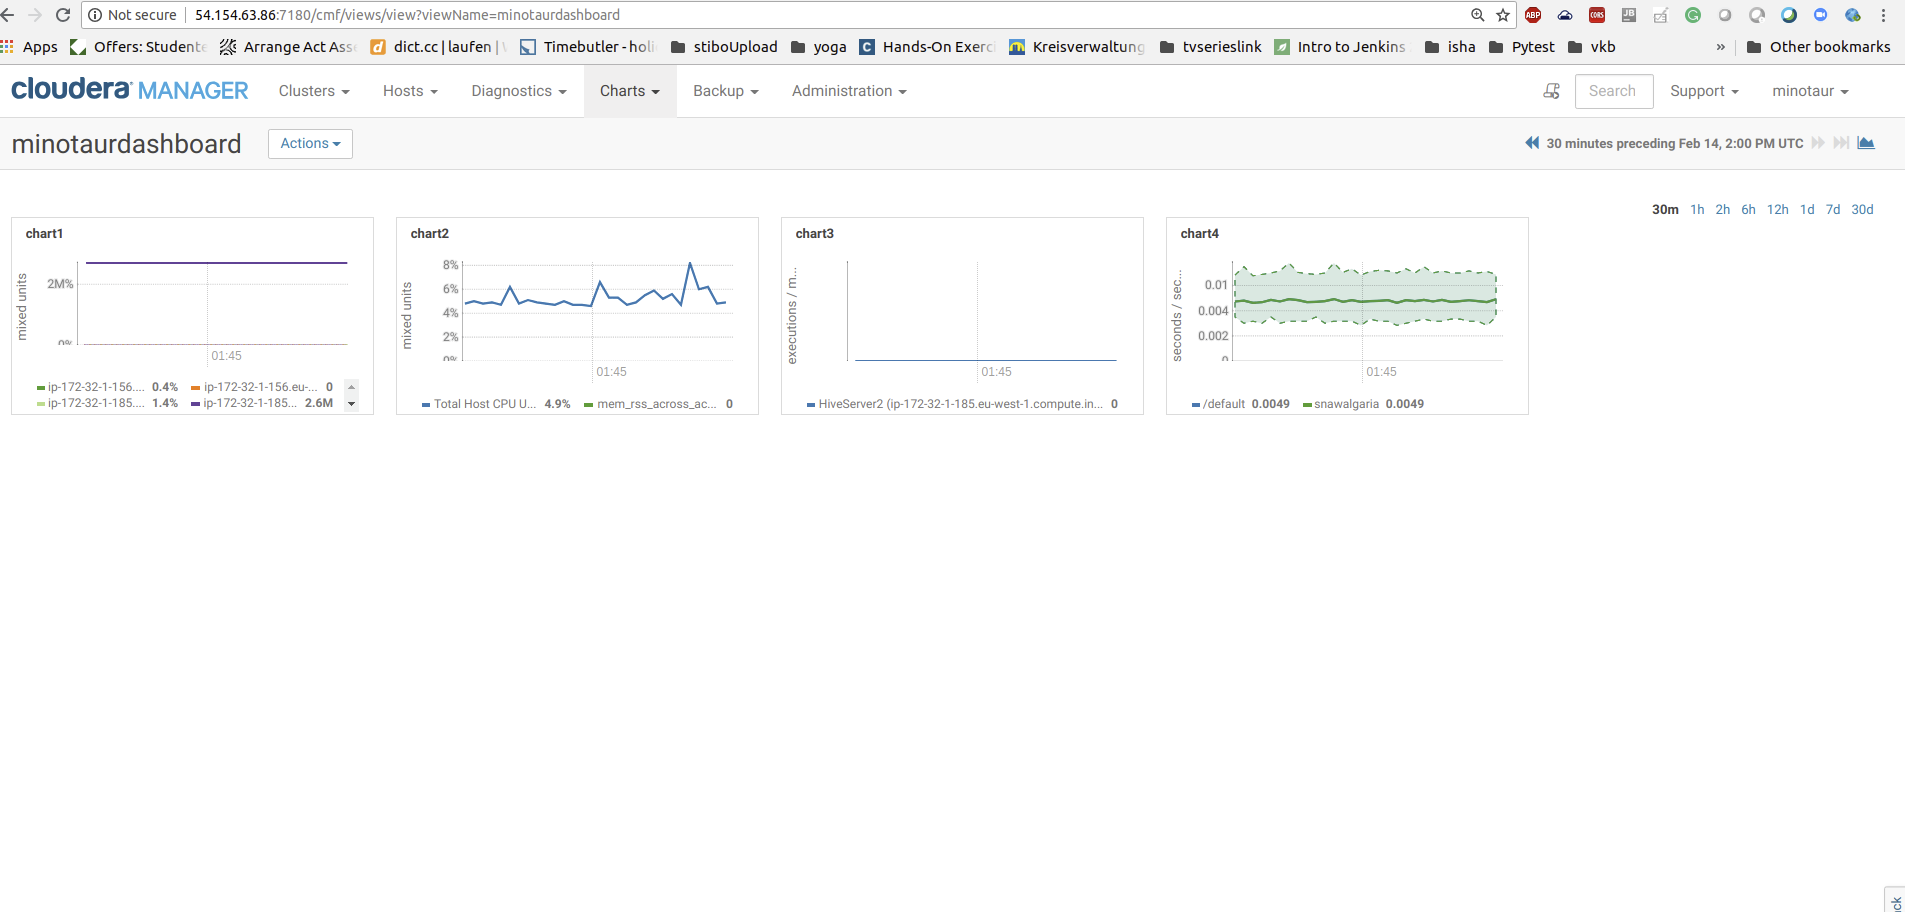 Not secure | 54.154.63.86:7180/cmf/views/view?viewName=minotaurdashboard ABP CORS JB
Apps Offers: Students Arrange Act Ass dict.cc | laufen | Timebutler - holi stiboUpload yoga C Hands-On Exerc Kreisverwaltung tvserieslink Intro to Jenkins isha Pytest vkb » Other bookmarks
cloudera MANAGER Clusters Hosts Diagnostics Charts Backup Administration Search Support minotaur
minotaurdashboard Actions 30 minutes preceding Feb 14, 2:00 PM UTC
30m 1h 2h 6h 12h 1d 7d 30d
chart1
mixed units
2M%
0%
01:45
ip-172-32-1-156.... 0.4% ip-172-32-1-156.eu-... 0
ip-172-32-1-185.... 1.4% ip-172-32-1-185... 2.6M
chart2
mixed units
8%
6%
4%
2%
0%
01:45
Total Host CPU U... 4.9% mem_rss_across_ac... 0
chart3
executions / m...
01:45
HiveServer2 (ip-172-32-1-185.eu-west-1.compute.in... 0
chart4
seconds / sec...
0.01
0.004
0.002
0
01:45
/default 0.0049 snawalgaria 0.0049